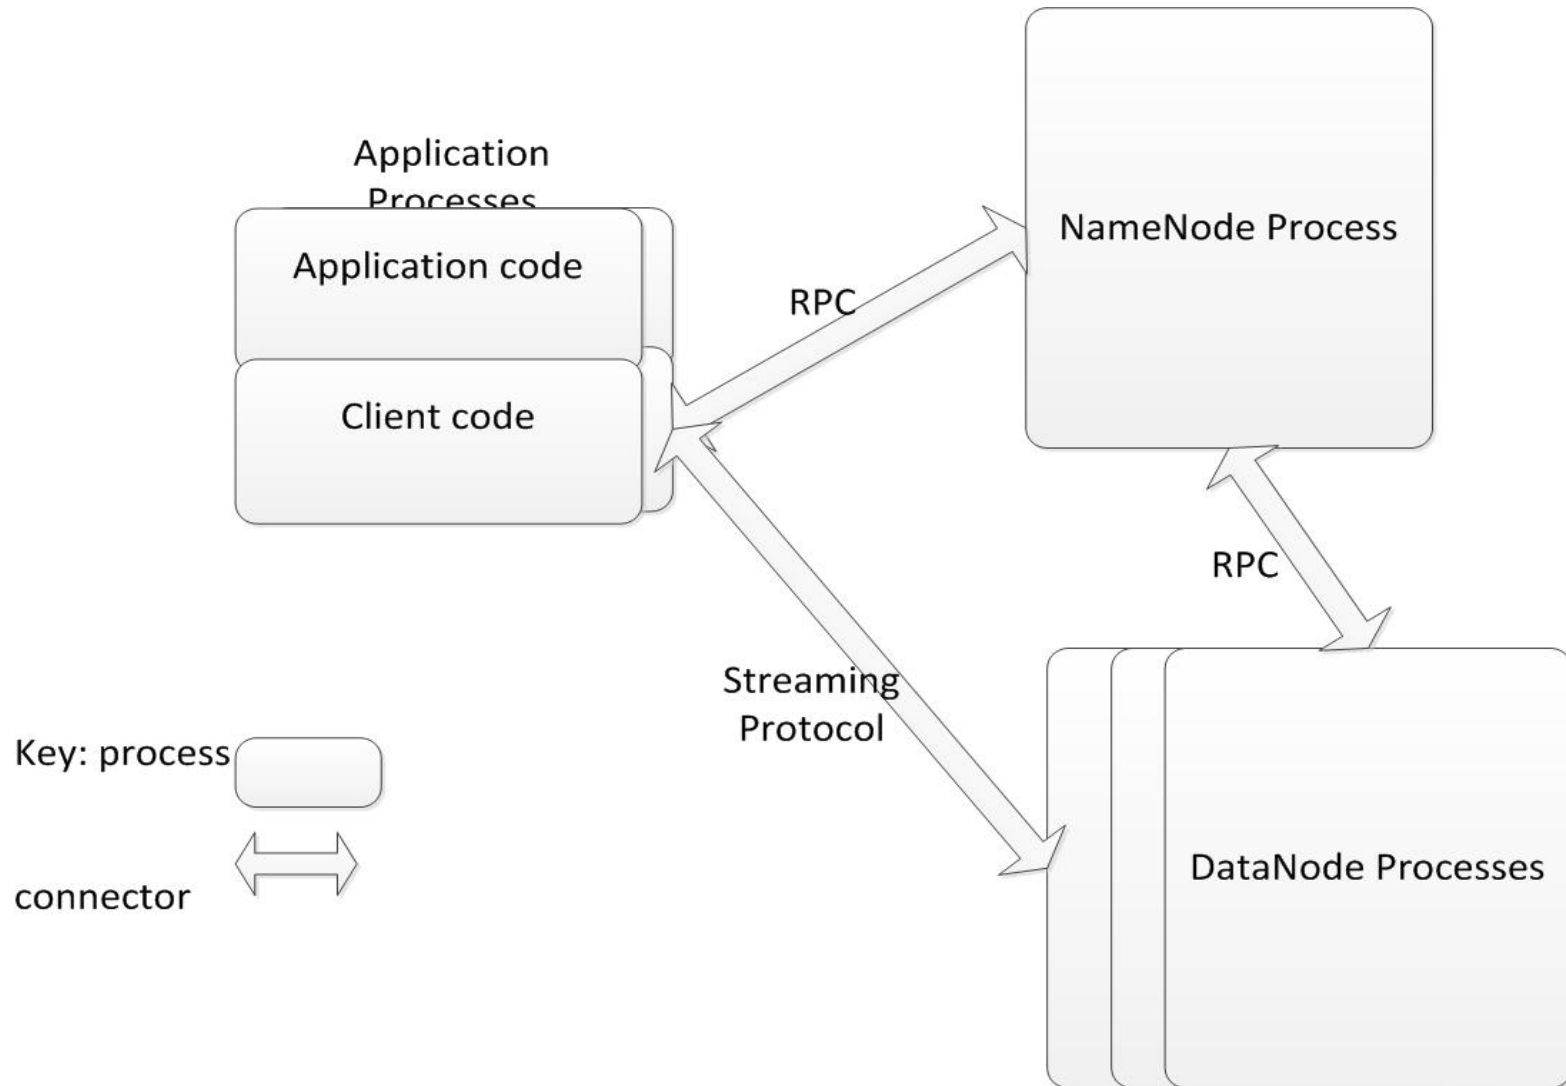 Application
Processes
Application code
Client code
RPC
NameNode Process
RPC
Streaming
Protocol
DataNode Processes
Key: process
connector